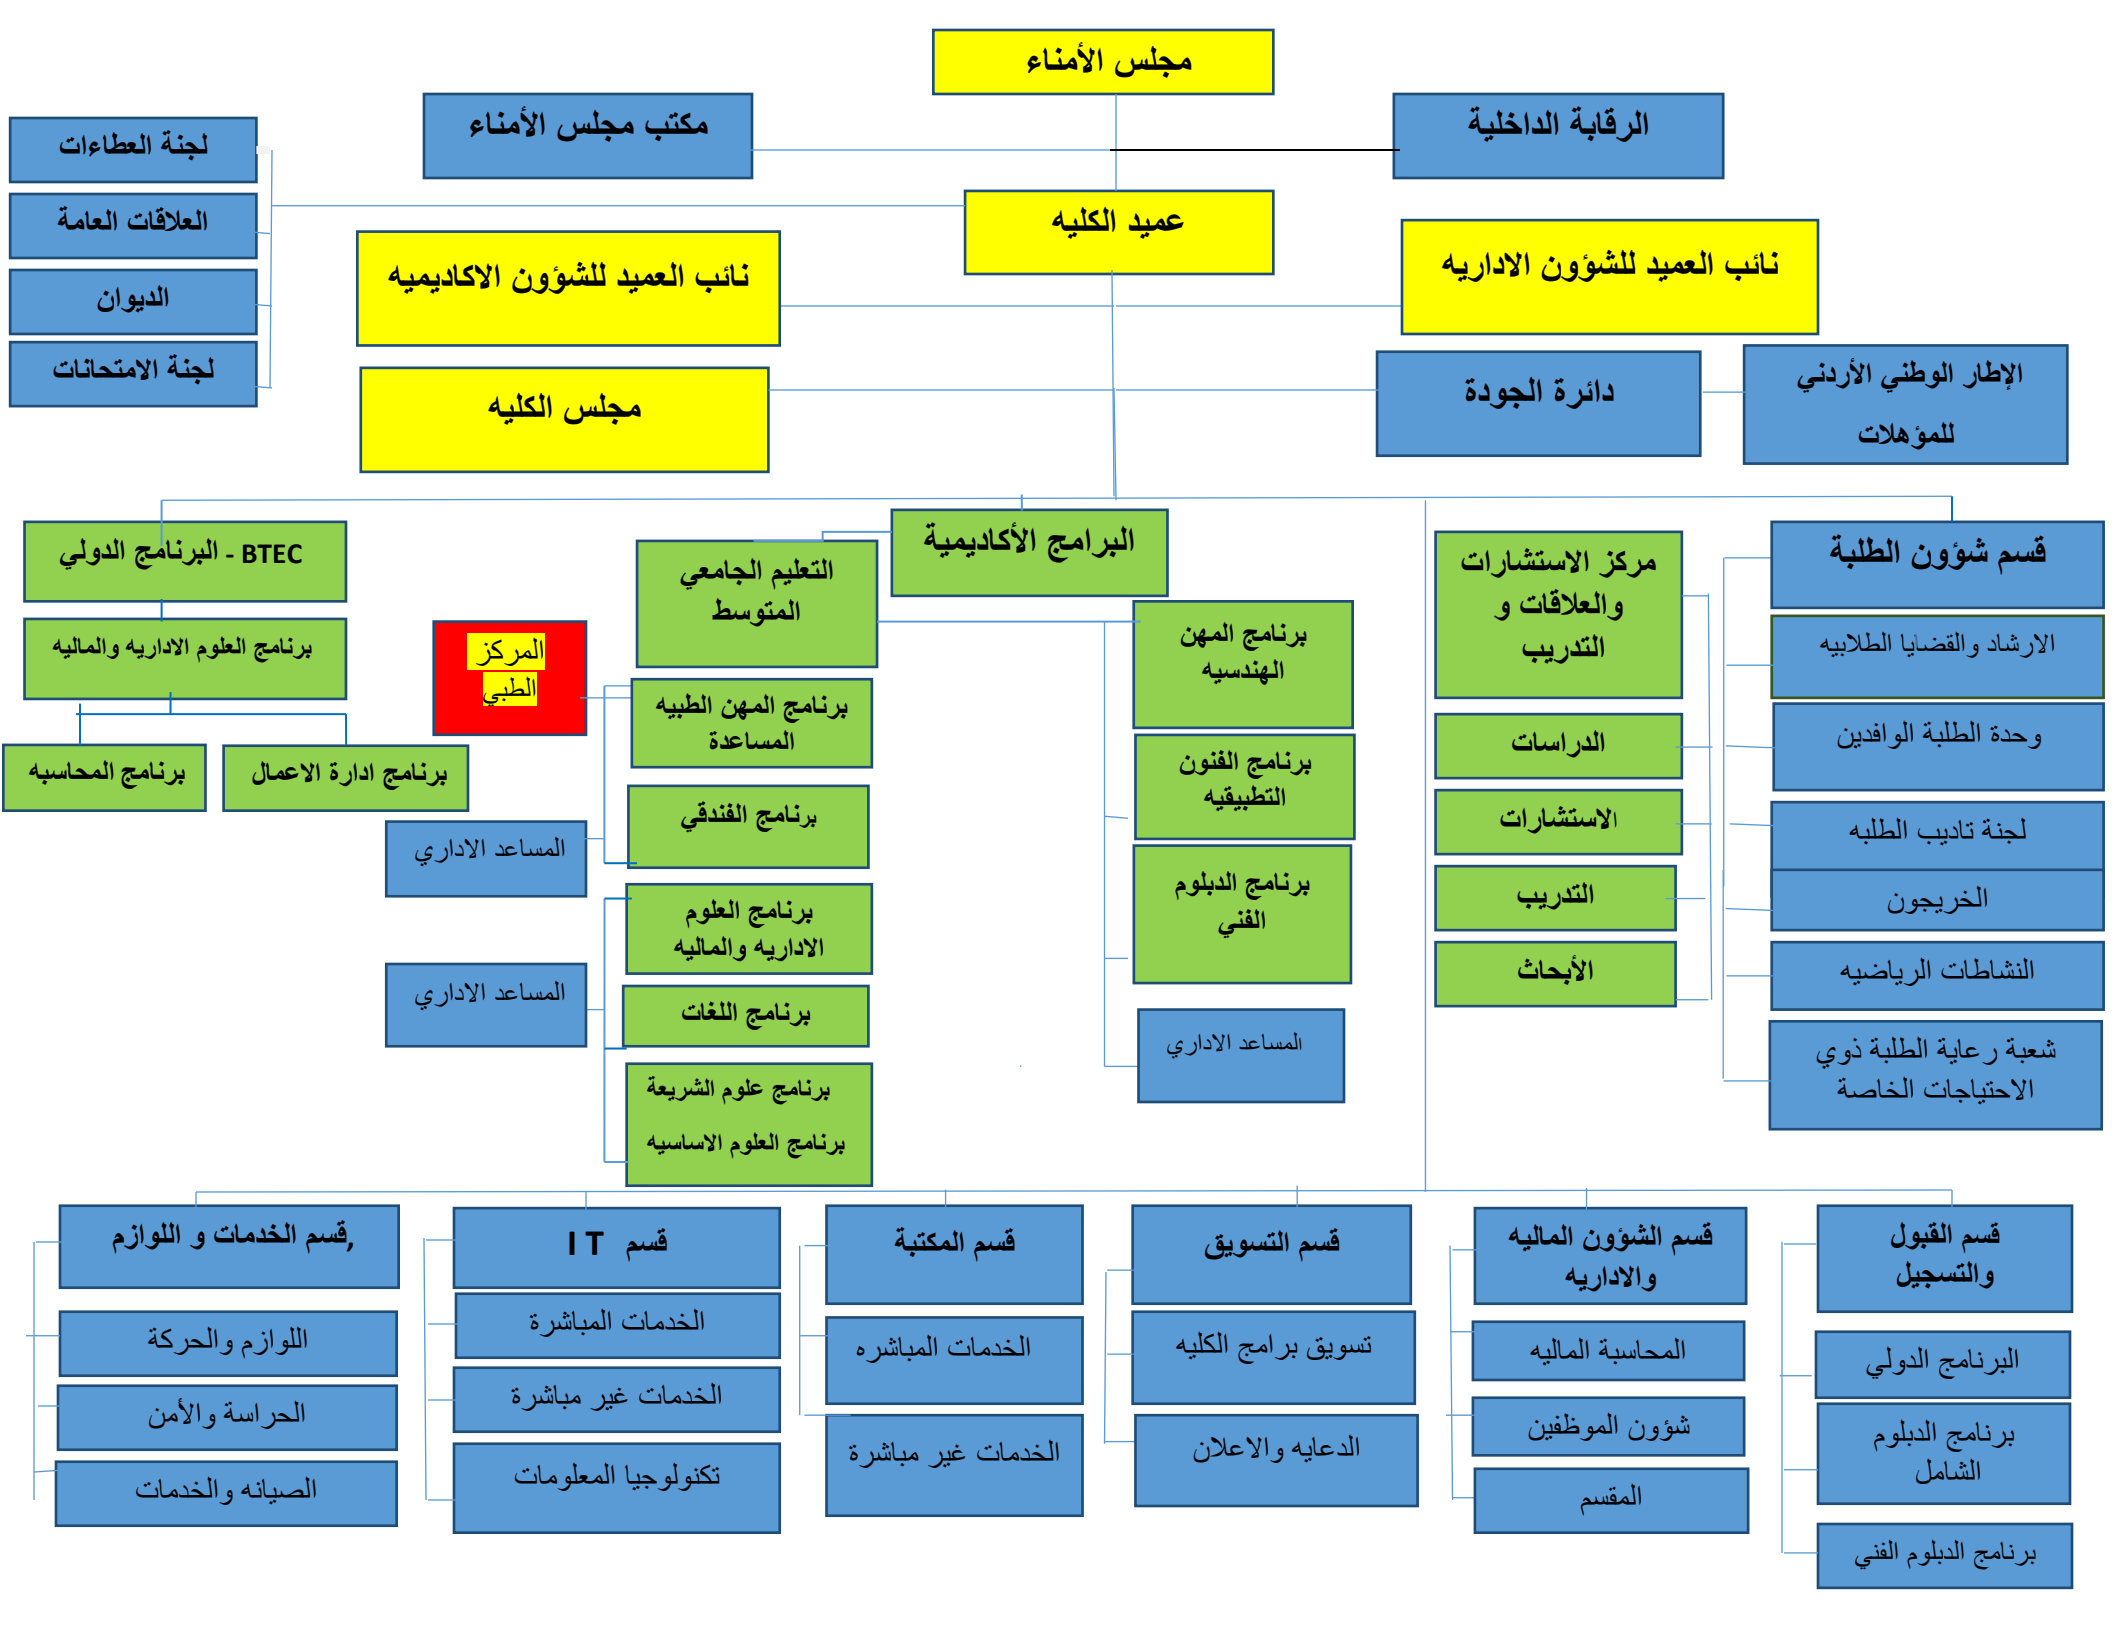 مجلس الأمناء
الرقابة الداخلية
مكتب مجلس الأمناء
عميد الكليه
لجنة العطاءات
العلاقات العامة
الديوان
لجنة الامتحانات
نائب العميد للشؤون الاداريه
نائب العميد للشؤون الاكاديميه
الإطار الوطني الأردني
للمؤهلات
دائرة الجودة
مجلس الكليه
قسم شؤون الطلبة
الارشاد والقضايا الطلابيه
وحدة الطلبة الوافدين
لجنة تاديب الطلبه
الخريجون
النشاطات الرياضيه
شعبة رعاية الطلبة ذوي
الاحتياجات الخاصة
مركز الاستشارات
والعلاقات و
التدريب
الدراسات
الاستشارات
التدريب
الأبحاث
البرامج الأكاديمية
برنامج المهن
الهندسيه
برنامج الفنون
التطبيقيه
برنامج الدبلوم
الفني
المساعد الاداري
التعليم الجامعي
المتوسط
برنامج المهن الطبيه
المساعدة
برنامج الفندقي
برنامج العلوم
الاداريه والماليه
برنامج اللغات
برنامج علوم الشريعة
برنامج العلوم الاساسيه
المركز
الطبي
المساعد الاداري
المساعد الاداري
BTEC - البرنامج الدولي
برنامج العلوم الاداريه والماليه
برنامج ادارة الاعمال
برنامج المحاسبه
قسم القبول
والتسجيل
البرنامج الدولي
برنامج الدبلوم
الشامل
برنامج الدبلوم الفني
قسم الشؤون الماليه
والاداريه
المحاسبة الماليه
شؤون الموظفين
المقسم
قسم التسويق
تسويق برامج الكليه
الدعايه والاعلان
قسم المكتبة
الخدمات المباشره
الخدمات غير مباشرة
قسم I T
الخدمات المباشرة
الخدمات غير مباشرة
تكنولوجيا المعلومات
,قسم الخدمات و اللوازم
اللوازم والحركة
الحراسة والأمن
الصيانه والخدمات